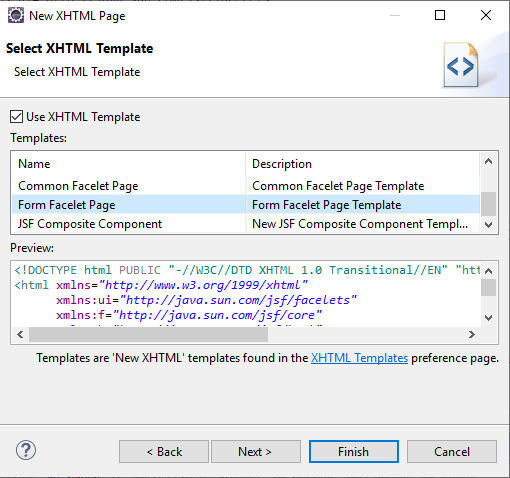 New XHTML Page
Select XHTML Template
Select XHTML Template
Use XHTML Template
Templates:
Name Description
Common Facelet Page Common Facelet Page Template
Form Facelet Page Form Facelet Page Template
JSF Composite Component New JSF Composite Component Templ...
Preview:
<!DOCTYPE html PUBLIC "-//W3C//DTD XHTML 1.0 Transitional//EN" "htt
<html xmlns="http://www.w3.org/1999/xhtml"
xmlns:ui="http://java.sun.com/jsf/facelets"
xmlns:f="http://java.sun.com/jsf/core"
Templates are 'New XHTML' templates found in the XHTML Templates preference page.
< Back Next > Finish Cancel